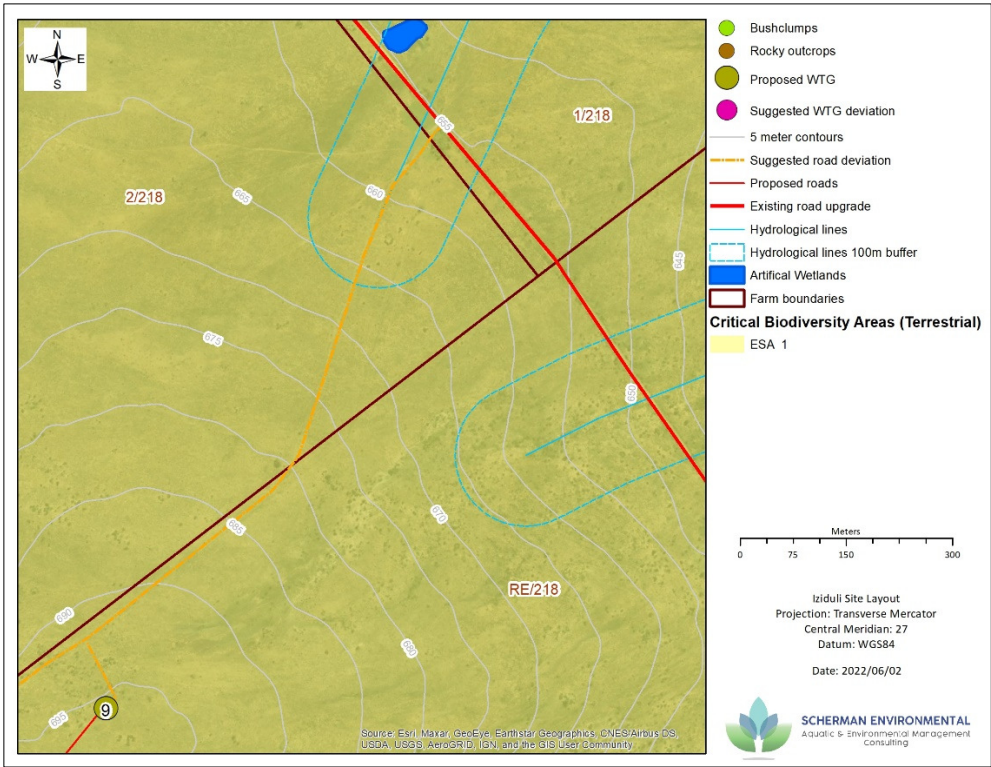 N
W E
S
655
1/218
660
2/218
665
645
675
650
670
685
RE/218
690
680
695
9
Source: Esri, Maxar, GeoEye, Earthstar Geographics, CNES/Airbus DS,
USDA, USGS, AeroGRID, IGN, and the GIS User Community
Bushclumps
Rocky outcrops
Proposed WTG
Suggested WTG deviation
5 meter contours
Suggested road deviation
Proposed roads
Existing road upgrade
Hydrological lines
Hydrological lines 100m buffer
Artifical Wetlands
Farm boundaries
Critical Biodiversity Areas (Terrestrial)
ESA 1
Meters
0 75 150 300
Iziduli Site Layout
Projection: Transverse Mercator
Central Meridian: 27
Datum: WGS84
Date: 2022/06/02
SCHERMAN ENVIRONMENTAL
Aquatic & Environmental Management
Consulting